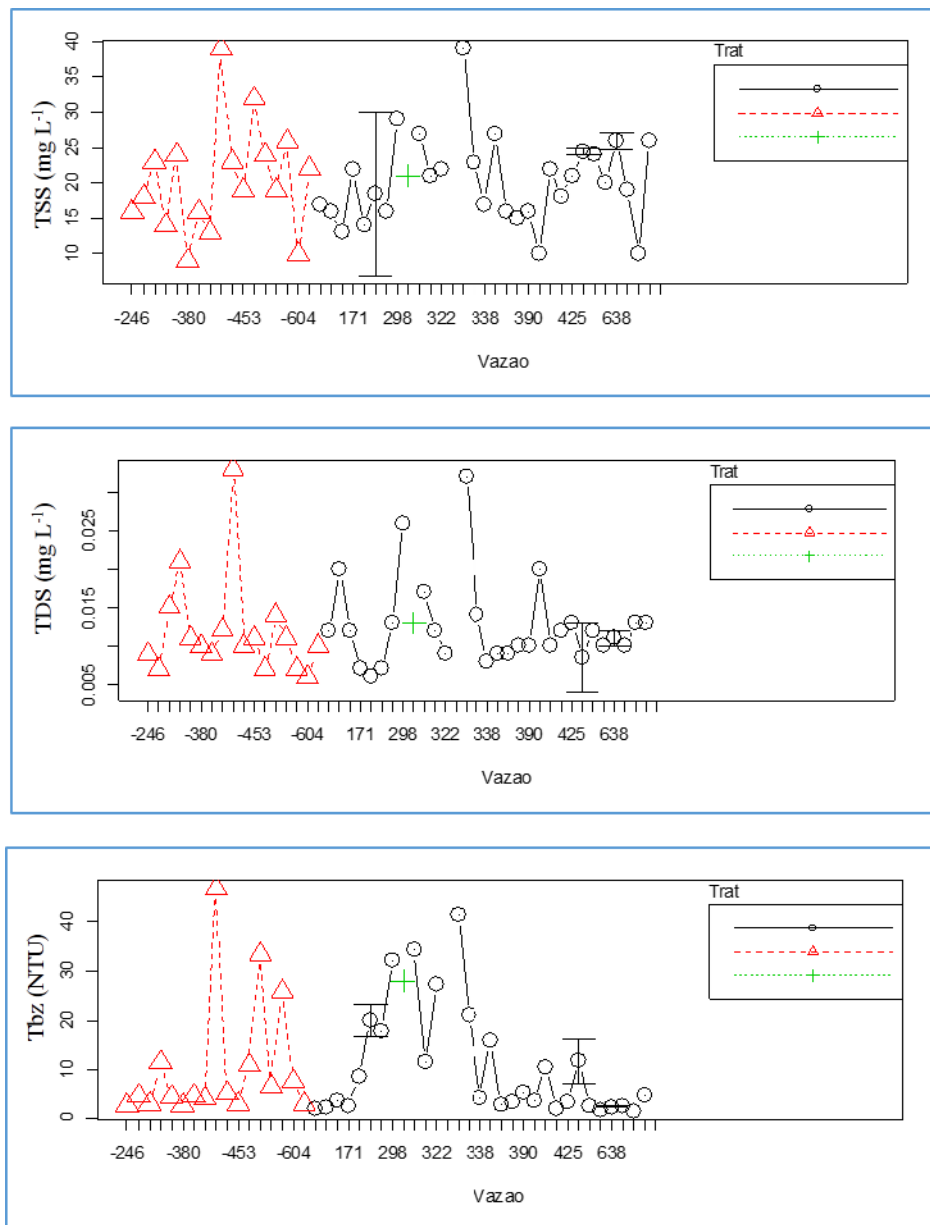 Trat
TSS (mg L-1)
40
35
30
25
20
15
10
-246 -380 -453 -604 171 298 322 338 390 425 638
Vazao
Trat
TDS (mg L-1)
0.025
0.015
0.005
-246 -380 -453 -604 171 298 322 338 390 425 638
Vazao
Trat
Tbz (NTU)
40
30
20
10
0
-246 -380 -453 -604 171 298 322 338 390 425 638
Vazao